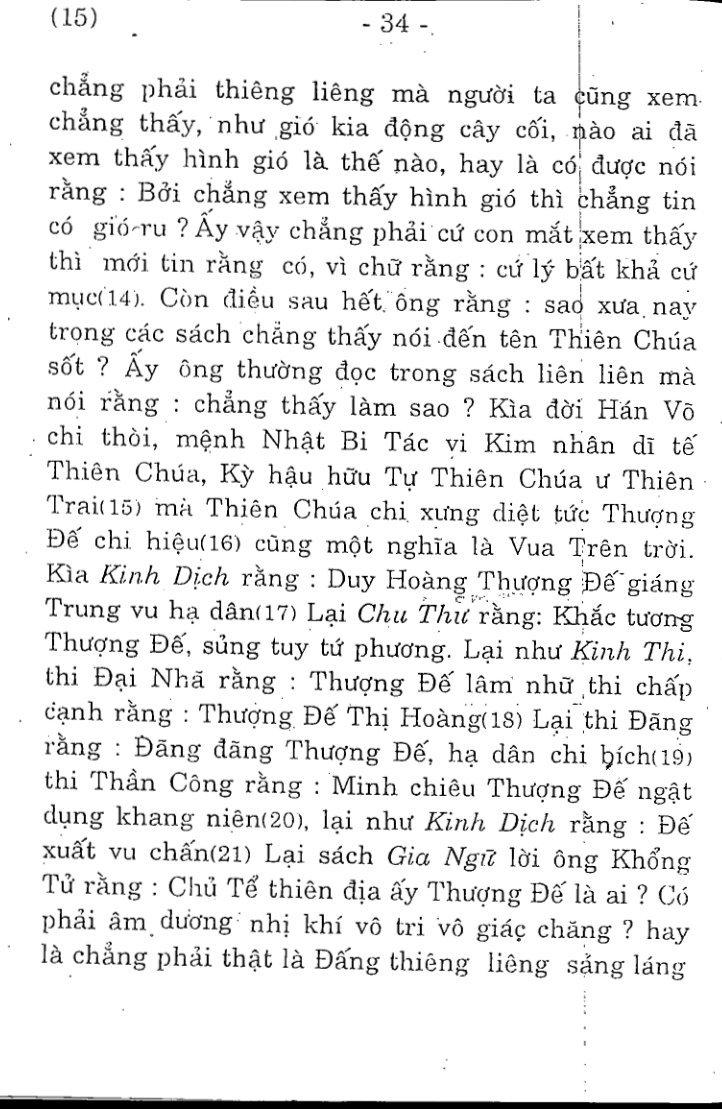 (15)
- 34 -
chẳng phải thiêng liêng mà người ta cũng xem
chẳng thấy, như gió kia động cây cối, nào ai đã
xem thấy hình gió là thế nào, hay là có được nói
rằng : Bởi chẳng xem thấy hình gió thì chẳng tin
có gió ru ? Ấy vậy chẳng phải cứ con mắt xem thấy
thì mới tin rằng có, vì chữ rằng : cứ lý bất khả cứ
mục(14). Còn điều sau hết ông rằng : sao xưa nay
trong các sách chẳng thấy nói đến tên Thiên Chúa
sốt ? Ấy ông thường đọc trong sách liên liên mà
nói rằng : chẳng thấy làm sao ? Kìa đời Hán Võ
chi thời, mệnh Nhật Bi Tác vi Kim nhân dĩ tế
Thiên Chúa, Kỳ hậu hữu Tự Thiên Chúa ư Thiên
Trai(15) mà Thiên Chúa chi xưng diệt tức Thượng
Đế chi hiệu(16) cũng một nghĩa là Vua Trên trời.
Kìa Kinh Dịch rằng : Duy Hoàng Thượng Đế giáng
Trung vu hạ dân(17) Lại Chu Thư rằng: Khắc tương
Thượng Đế, sủng tuy tứ phương. Lại như Kinh Thi,
thi Đại Nhã rằng : Thượng Đế lâm nhữ thi chấp
cạnh rằng : Thượng Đế Thị Hoàng(18) Lại thi Đãng
rằng : Đãng đãng Thượng Đế, hạ dân chi bích(19)
thi Thần Công rằng : Minh chiêu Thượng Đế ngật
dụng khang niên(20), lại như Kinh Dịch rằng : Đế
xuất vu chấn(21) Lại sách Gia Ngữ lời ông Khổng
Tử rằng : Chủ Tể thiên địa ấy Thượng Đế là ai ? Có
phải âm dương nhị khí vô tri vô giác chăng ? hay
là chẳng phải thật là Đấng thiêng liêng sáng láng